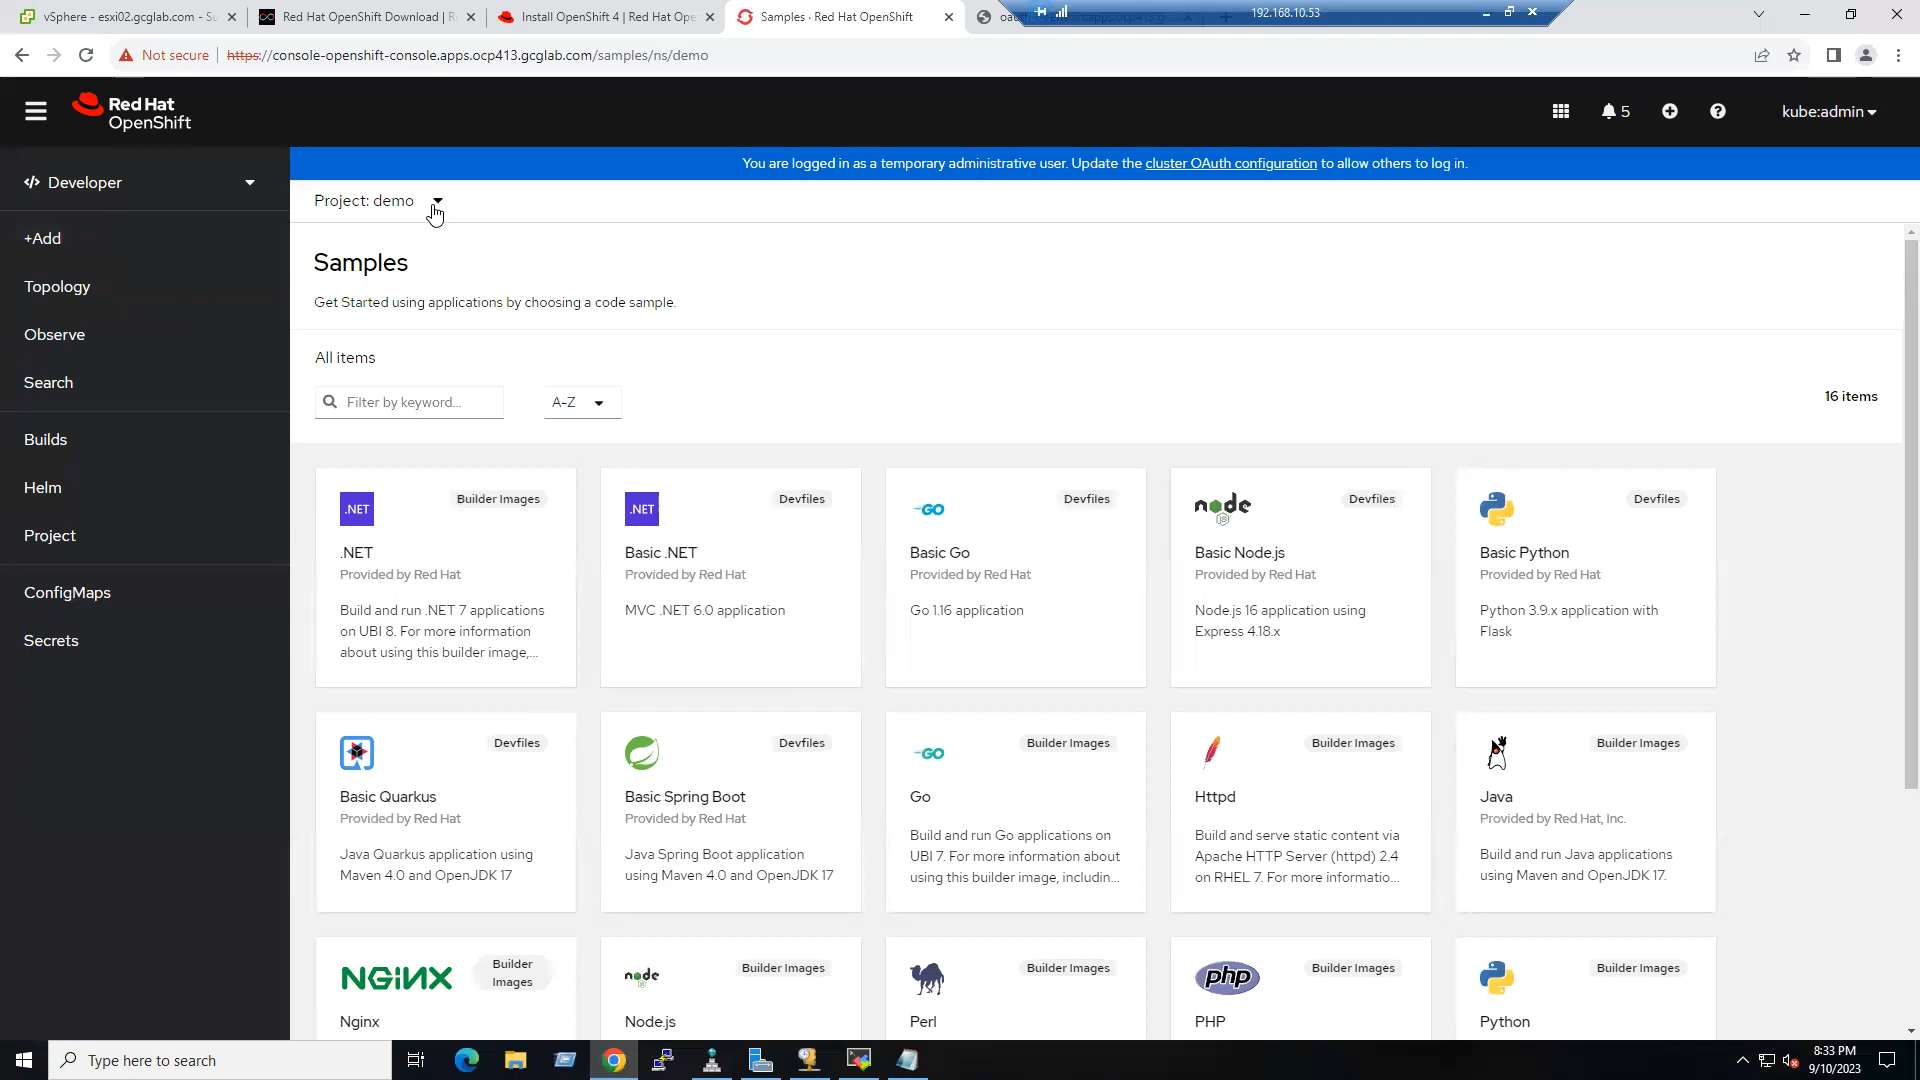 vSphere - esxi02.gcglab.com - Su
Red Hat OpenShift Download | Re
Install OpenShift 4 | Red Hat Ope
Samples · Red Hat OpenShift
192.168.10.53
Not secure
https://console-openshift-console.apps.ocp413.gcglab.com/samples/ns/demo
Red Hat
OpenShift
5
kube:admin
Developer
You are logged in as a temporary administrative user. Update the cluster OAuth configuration to allow others to log in.
Project: demo
+Add
Topology
Observe
Search
Builds
Helm
Project
ConfigMaps
Secrets
Samples
Get Started using applications by choosing a code sample.
All items
Filter by keyword...
A-Z
16 items
.NET
Builder Images
.NET
Provided by Red Hat
Build and run .NET 7 applications
on UBI 8. For more information
about using this builder image,...
.NET
Devfiles
Basic .NET
Provided by Red Hat
MVC .NET 6.0 application
GO
Devfiles
Basic Go
Provided by Red Hat
Go 1.16 application
node
JS
Devfiles
Basic Node.js
Provided by Red Hat
Node.js 16 application using
Express 4.18.x
Devfiles
Basic Python
Provided by Red Hat
Python 3.9.x application with
Flask
Devfiles
Basic Quarkus
Provided by Red Hat
Java Quarkus application using
Maven 4.0 and OpenJDK 17
Devfiles
Basic Spring Boot
Provided by Red Hat
Java Spring Boot application
using Maven 4.0 and OpenJDK 17
GO
Builder Images
Go
Build and run Go applications on
UBI 7. For more information about
using this builder image, includin...
Builder Images
Httpd
Build and serve static content via
Apache HTTP Server (httpd) 2.4
on RHEL 7. For more informatio...
Builder Images
Java
Provided by Red Hat, Inc.
Build and run Java applications
using Maven and OpenJDK 17.
NGINX
Builder
Images
Nginx
node
Builder Images
Node.js
Builder Images
Perl
php
Builder Images
PHP
Builder Images
Python
Type here to search
8:33 PM
9/10/2023